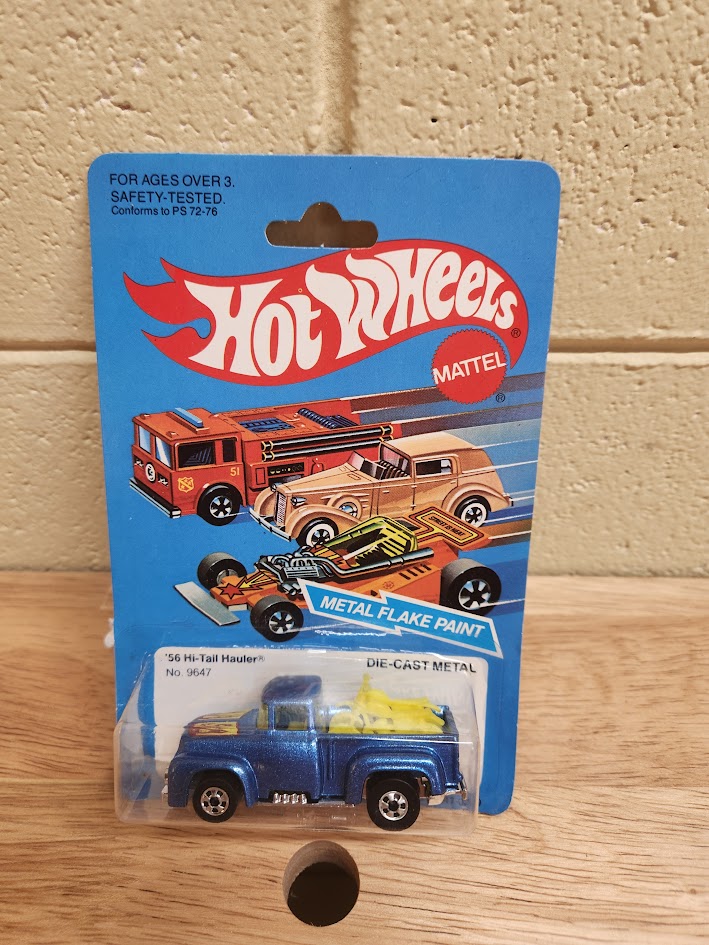 FOR AGES OVER 3.
SAFETY-TESTED.
Conforms to PS 72-76
HOT WHEELS®
MATTEL
®
51
METAL FLAKE PAINT
'56 Hi-Tail Hauler®
DIE-CAST METAL
No. 9647